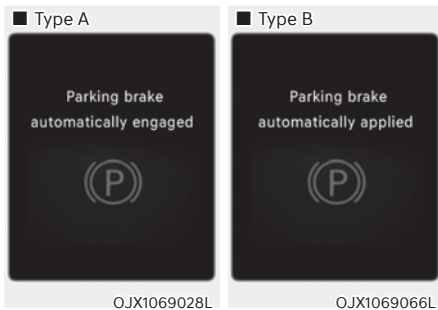 ■ Type A
Parking brake
automatically engaged
(P)
OJX1069028L
■ Type B
Parking brake
automatically applied
(P)
OJX1069066L